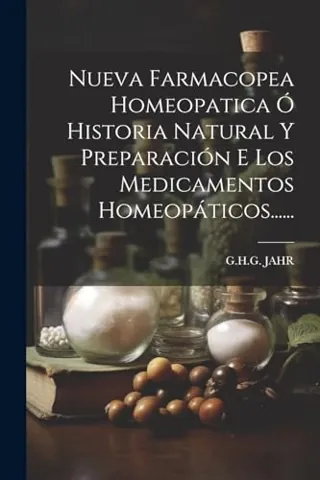 Nueva Farmacopea
Homeopatica Ó
Historia Natural Y
Preparación E Los
Medicamentos
Homeopáticos......
G.H.G. JAHR